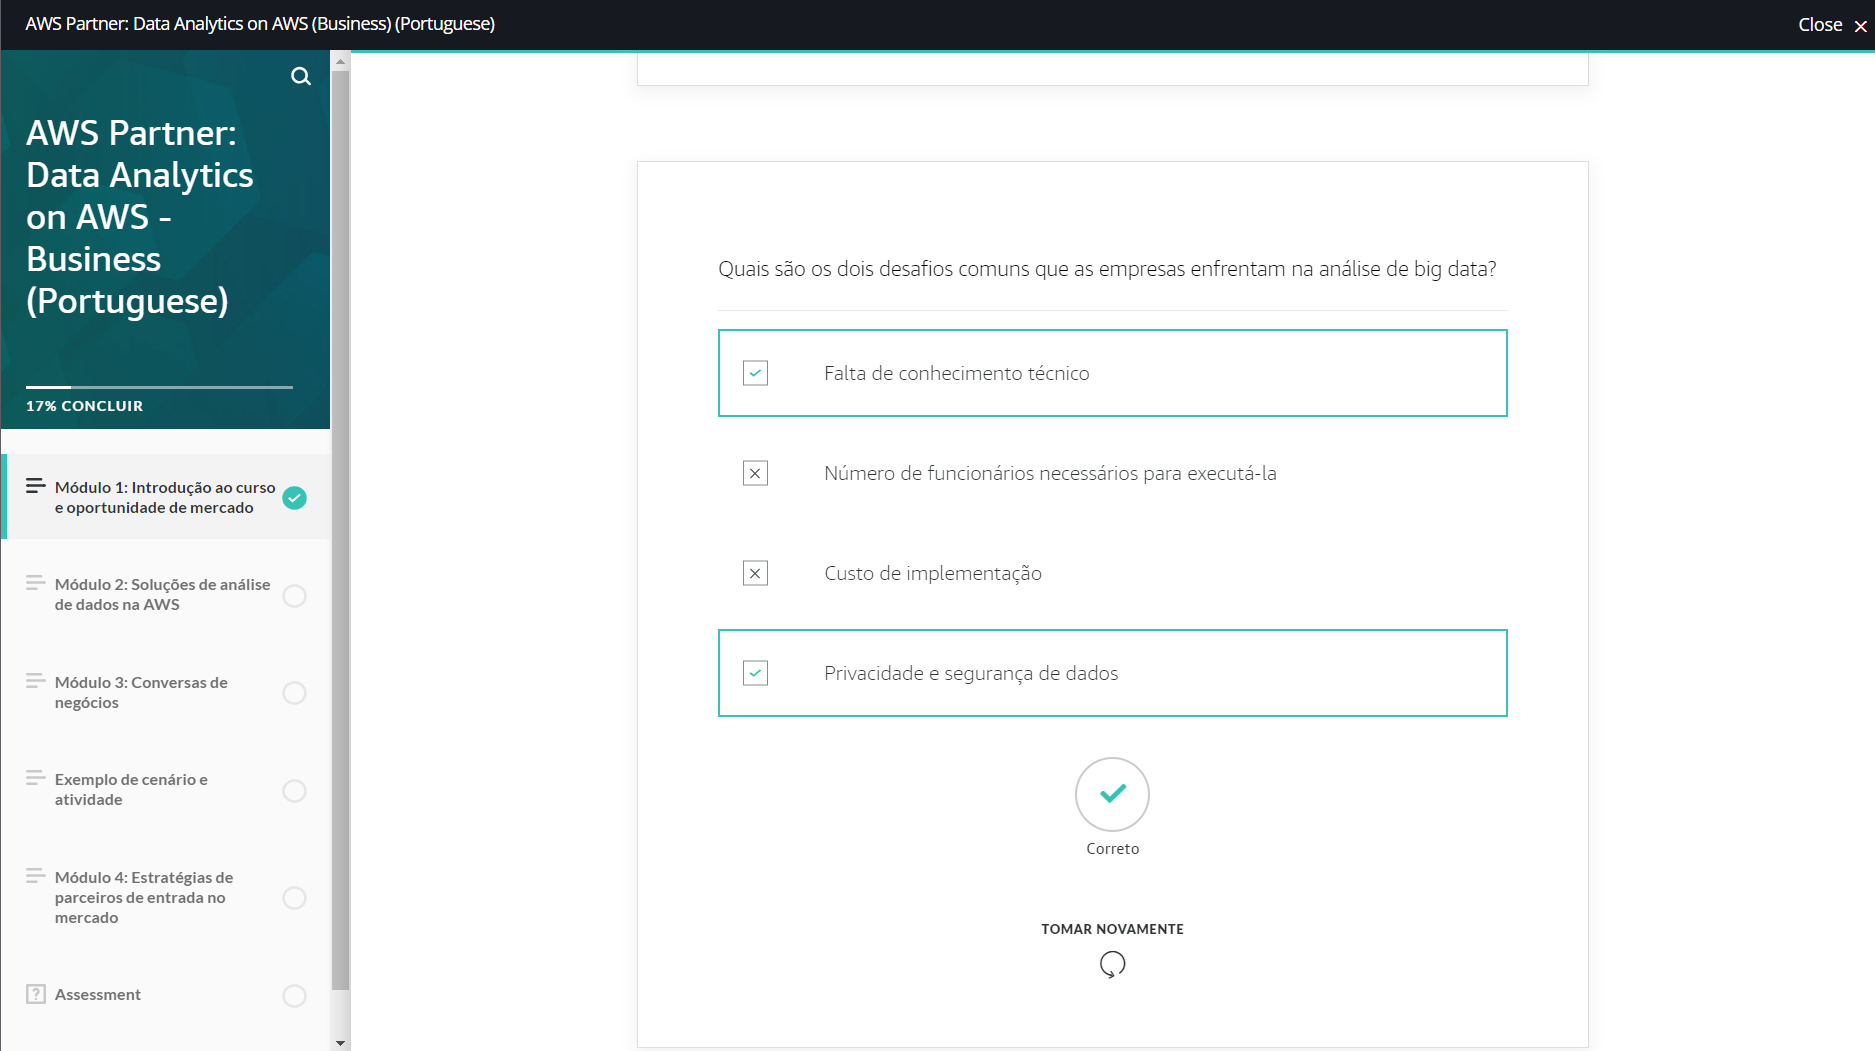 AWS Partner: Data Analytics on AWS (Business) (Portuguese)
Close
AWS Partner:
Data Analytics
on AWS -
Business
(Portuguese)
17% CONCLUIR
Módulo 1: Introdução ao curso
e oportunidade de mercado
Módulo 2: Soluções de análise
de dados na AWS
Módulo 3: Conversas de
negócios
Exemplo de cenário e
atividade
Módulo 4: Estratégias de
parceiros de entrada no
mercado
? Assessment
Quais são os dois desafios comuns que as empresas enfrentam na análise de big data?
Falta de conhecimento técnico
Número de funcionários necessários para executá-la
Custo de implementação
Privacidade e segurança de dados
Correto
TOMAR NOVAMENTE